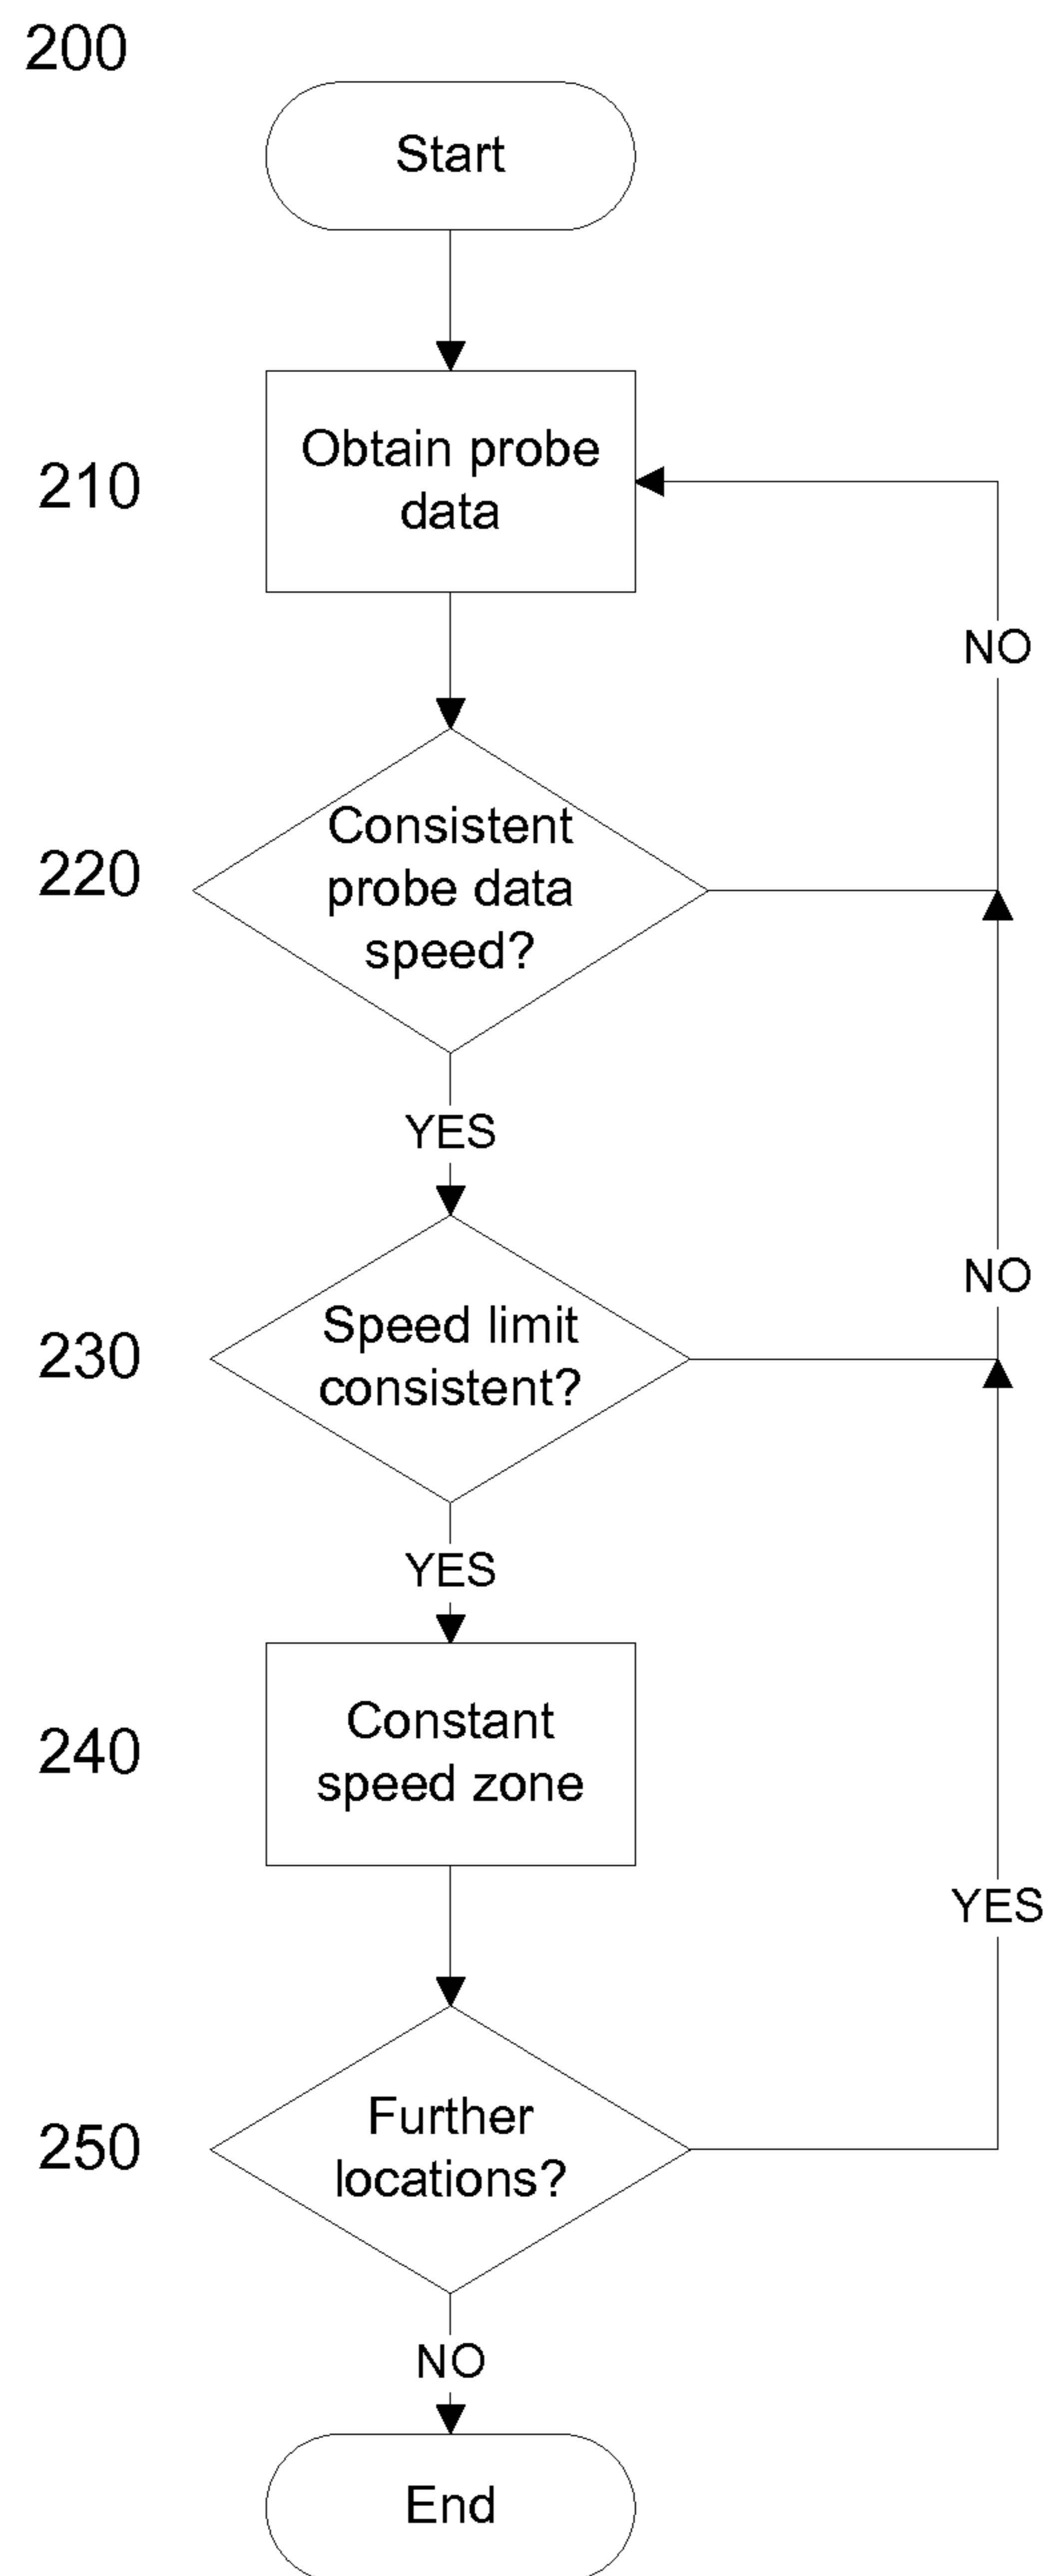 200
Start
210
Obtain probe
data
NO
220
Consistent
probe data
speed?
YES
NO
230
Speed limit
consistent?
YES
240
Constant
speed zone
YES
250
Further
locations?
NO
End